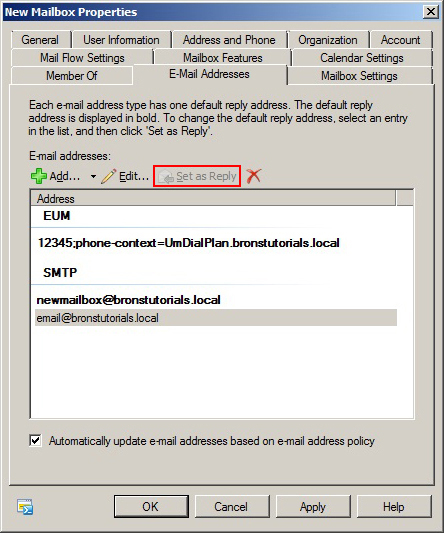 New Mailbox Properties
General
User Information
Address and Phone
Organization
Account
Mail Flow Settings
Mailbox Features
Calendar Settings
Member Of
E-Mail Addresses
Mailbox Settings
Each e-mail address type has one default reply address. The default reply
address is displayed in bold. To change the default reply address, select an entry
in the list, and then click 'Set as Reply'.
E-mail addresses:
Add...
Edit...
Set as Reply
Address
EUM
12345;phone-context=UmDialPlan.bronstutorials.local
SMTP
newmailbox@bronstutorials.local
email@bronstutorials.local
Automatically update e-mail addresses based on e-mail address policy
OK
Cancel
Apply
Help